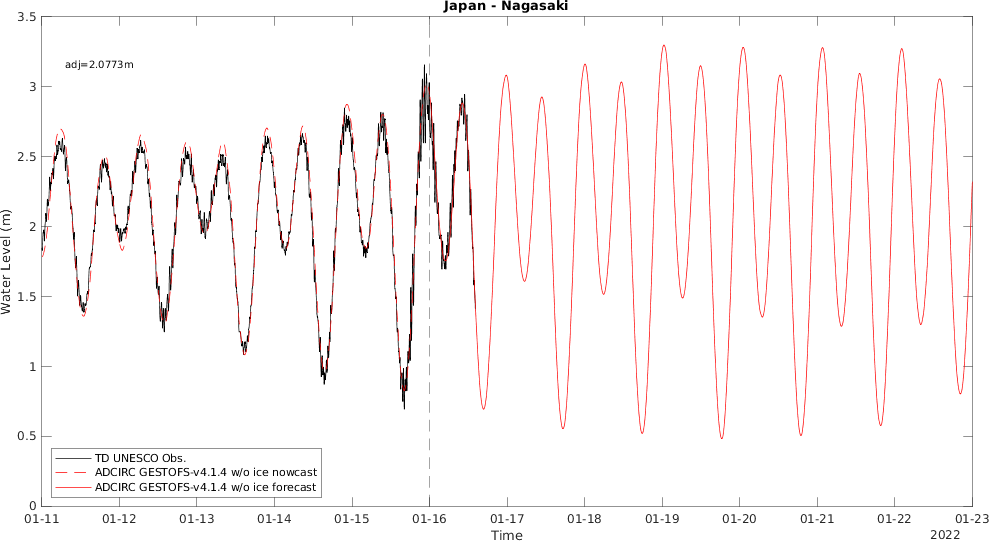 Japan - Nagasaki
3.5
3
2.5
2
1.5
1
0.5
0
Water Level (m)
adj=2.0773m
TD UNESCO Obs.
ADCIRC GESTOFS-v4.1.4 w/o ice nowcast
ADCIRC GESTOFS-v4.1.4 w/o ice forecast
01-11 01-12 01-13 01-14 01-15 01-16 01-17 01-18 01-19 01-20 01-21 01-22 01-23
Time
2022